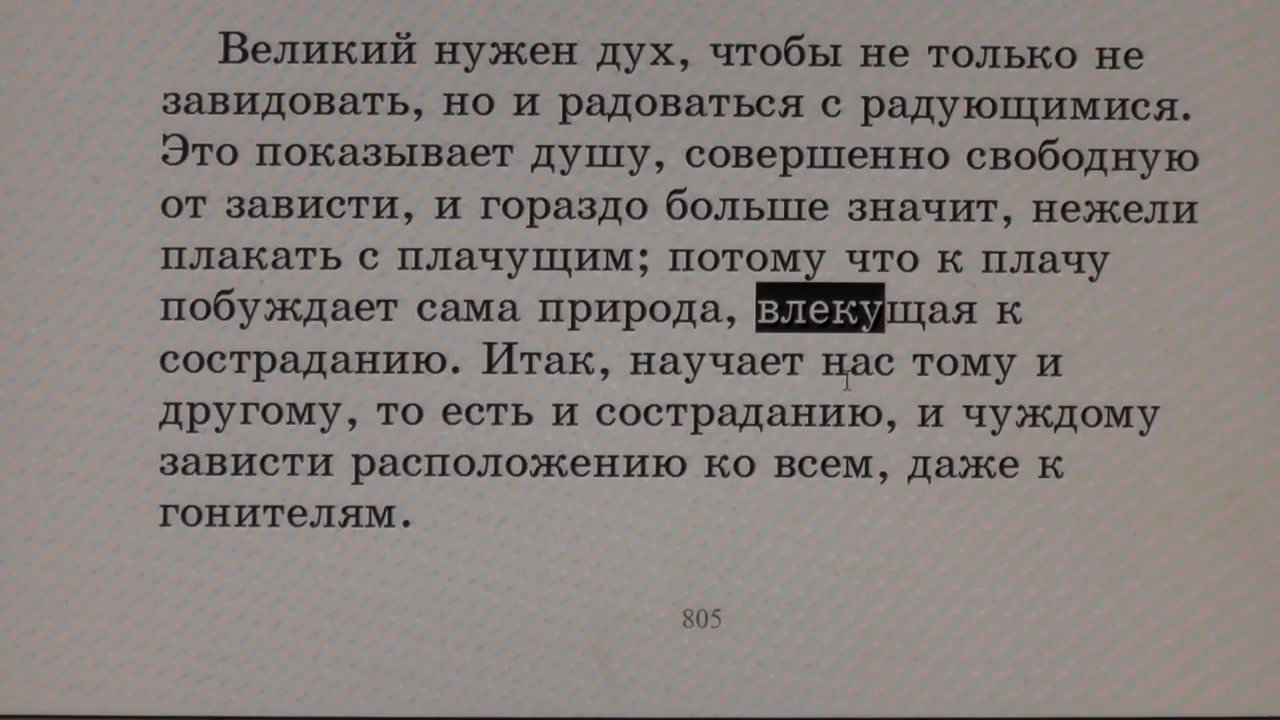 Великий нужен дух, чтобы не только не
завидовать, но и радоваться с радующимися.
Это показывает душу, совершенно свободную
от зависти, и гораздо больше значит, нежели
плакать с плачущим; потому что к плачу
побуждает сама природа, влекущая к
состраданию. Итак, научает нас тому и
другому, то есть и состраданию, и чуждому
зависти расположению ко всем, даже к
гонителям.
805